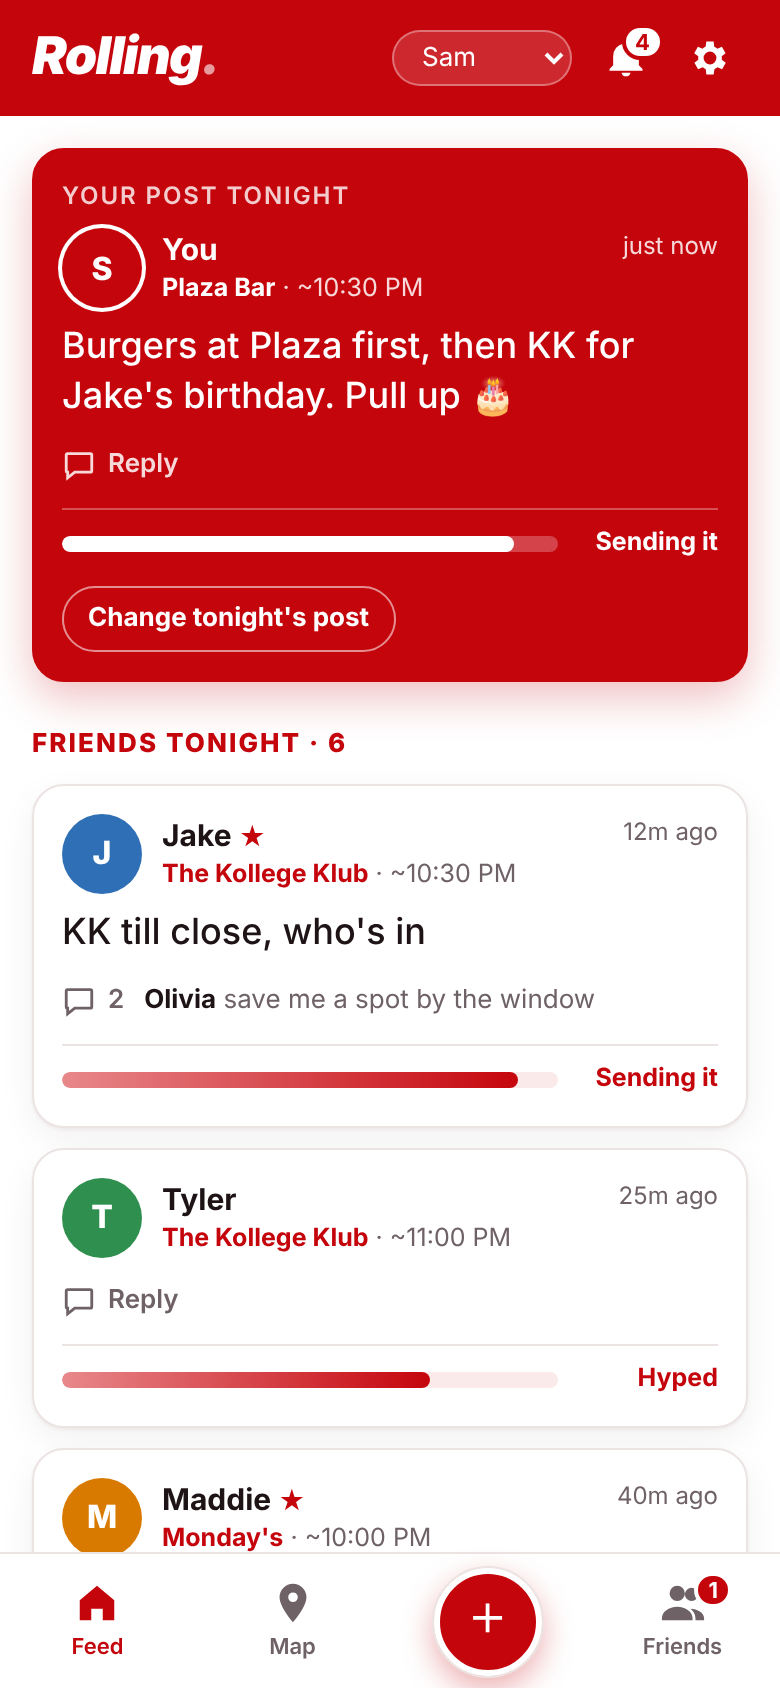 Rolling.
Sam
4
YOUR POST TONIGHT
S
You
just now
Plaza Bar · ~10:30 PM
Burgers at Plaza first, then KK for
Jake's birthday. Pull up 🎂
Reply
Sending it
Change tonight's post
FRIENDS TONIGHT · 6
J
Jake ★
12m ago
The Kollege Klub · ~10:30 PM
KK till close, who's in
2 Olivia save me a spot by the window
Sending it
T
Tyler
25m ago
The Kollege Klub · ~11:00 PM
Reply
Hyped
M
Maddie ★
40m ago
Monday's · ~10:00 PM
Feed
Map
+
1
Friends